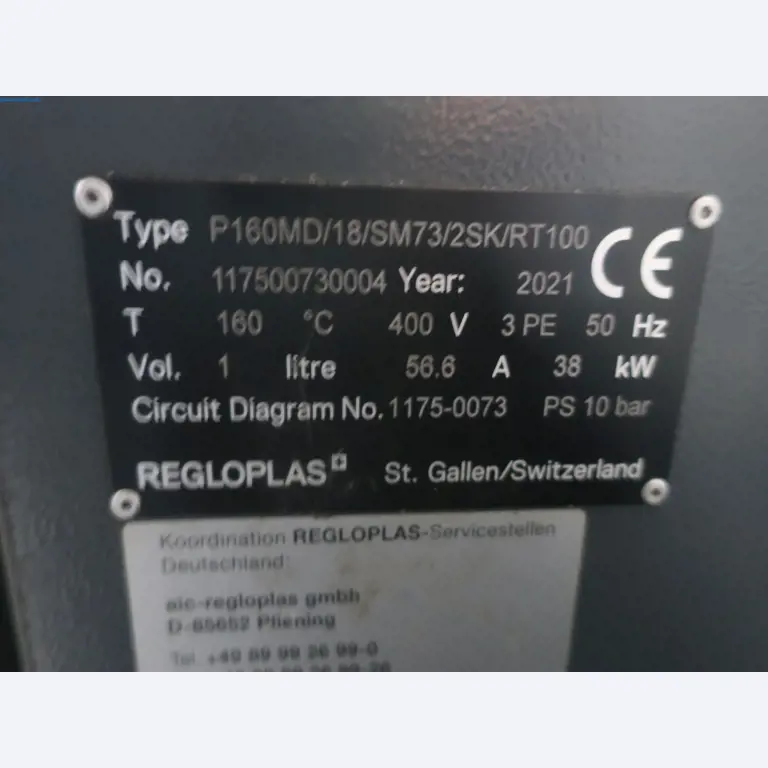 Type P160MD/18/SM73/2SK/RT100 CE
No. 117500730004 Year: 2021
T 160 °C 400 V 3 PE 50 Hz
Vol. 1 litre 56.6 A 38 kW
Circuit Diagram No. 1175-0073 PS 10 bar
REGLOPLAS St. Gallen/Switzerland
Koordination REGLOPLAS-Servicestellen
Deutschland:
aic-regloplas gmbh
D-85652 Pliening
Tel. +49 89 99 26 99-0